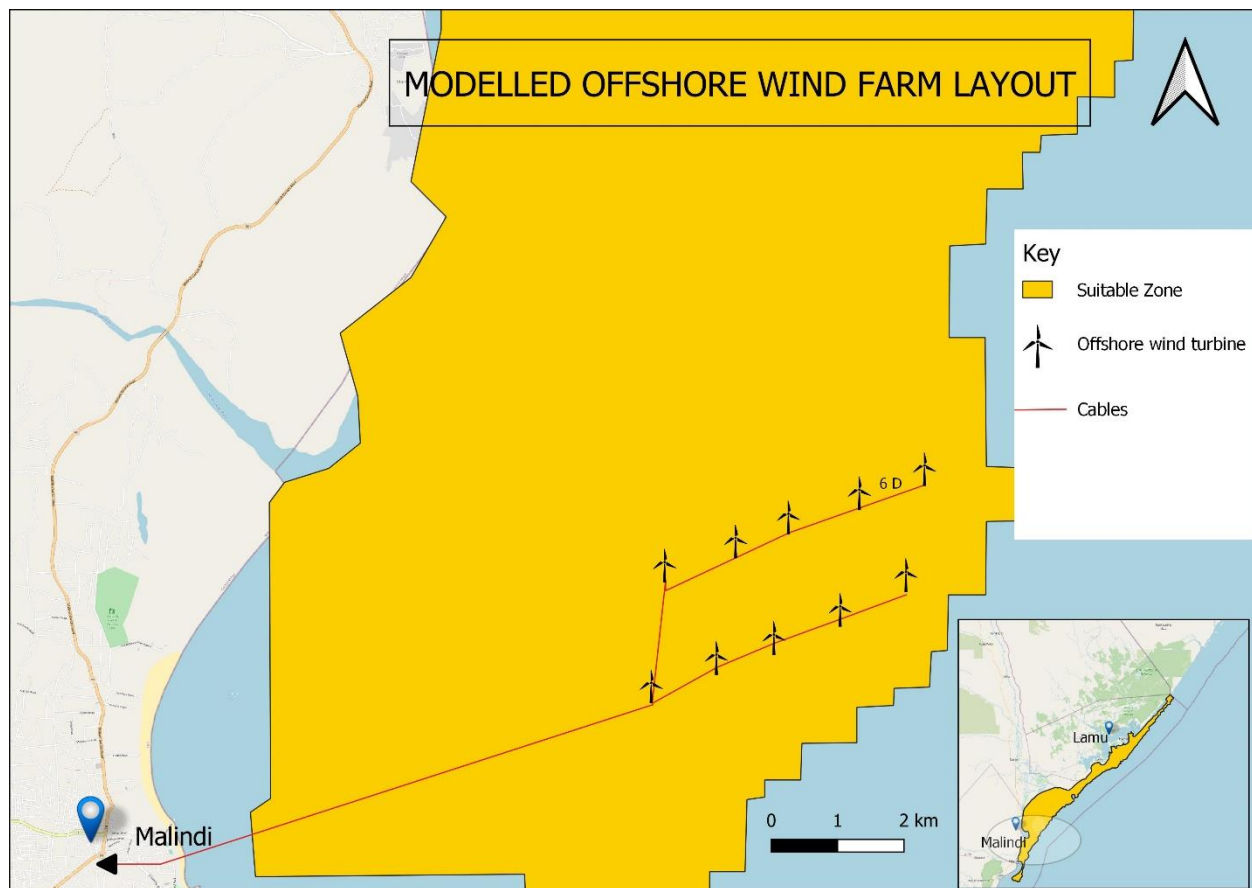 MODELLED OFFSHORE WIND FARM LAYOUT
Key
Suitable Zone
Offshore wind turbine
Cables
6 D
Malindi
0 1 2 km
Lamu
Malindi